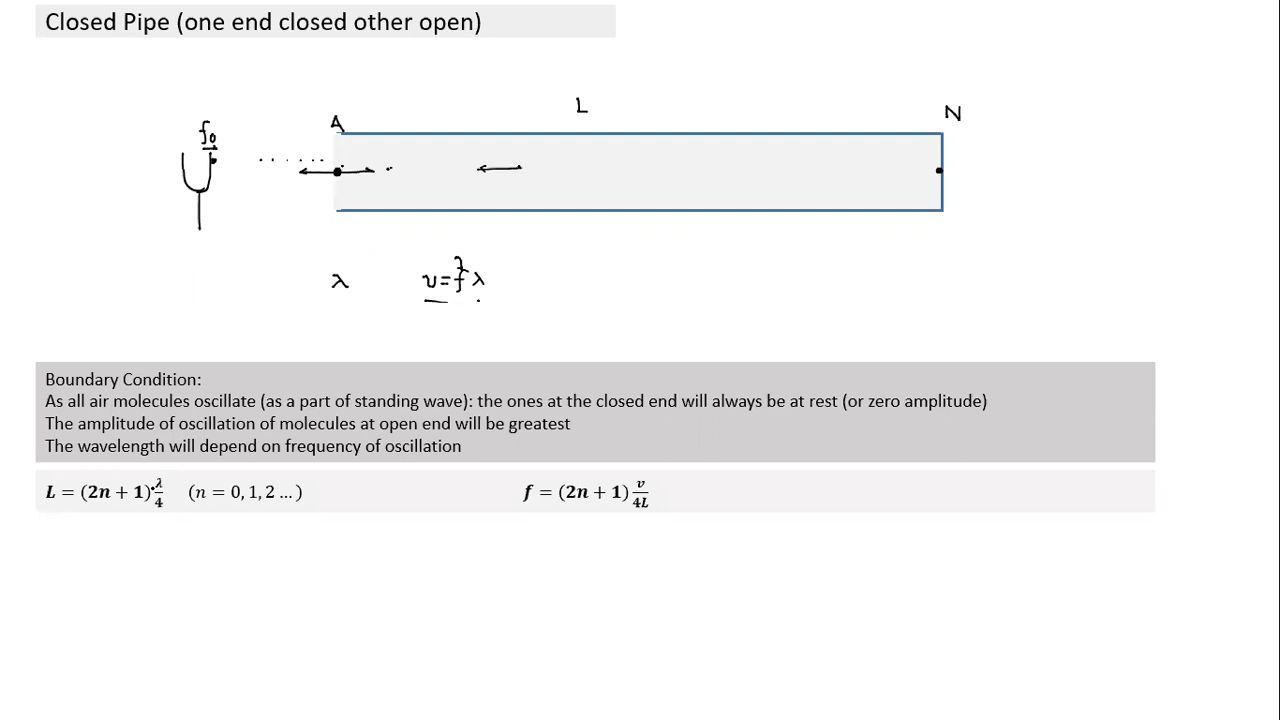 Closed Pipe (one end closed other open)
L
N
A
f₀
λ
v=fλ
Boundary Condition:
As all air molecules oscillate (as a part of standing wave): the ones at the closed end will always be at rest (or zero amplitude)
The amplitude of oscillation of molecules at open end will be greatest
The wavelength will depend on frequency of oscillation
L = (2n + 1) λ/4 (n = 0, 1, 2 ...) f = (2n + 1) v/4L